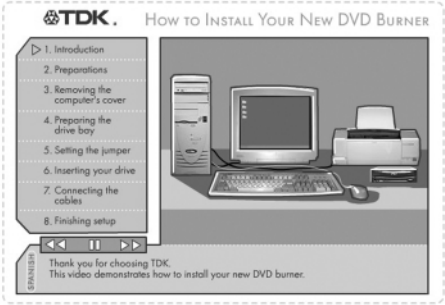 TDK.
How to Install Your New DVD Burner
1. Introduction
2. Preparations
3. Removing the
computer's cover
4. Preparing the
drive bay
5. Setting the jumper
6. Inserting your drive
7. Connecting the
cables
8. Finishing setup
SPANISH
Thank you for choosing TDK.
This video demonstrates how to install your new DVD burner.